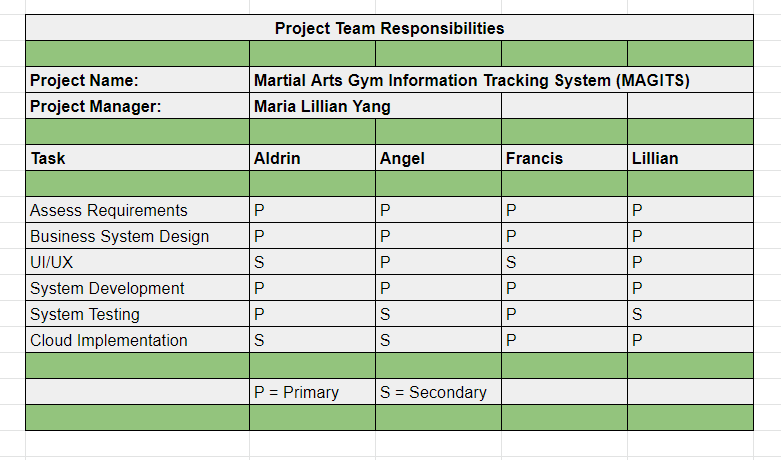 Project Team Responsibilities
Project Name: Martial Arts Gym Information Tracking System (MAGITS)
Project Manager: Maria Lillian Yang
Task Aldrin Angel Francis Lillian
Assess Requirements P P P P
Business System Design P P P P
UI/UX S P S P
System Development P P P P
System Testing P S P S
Cloud Implementation S S P P
P = Primary S = Secondary